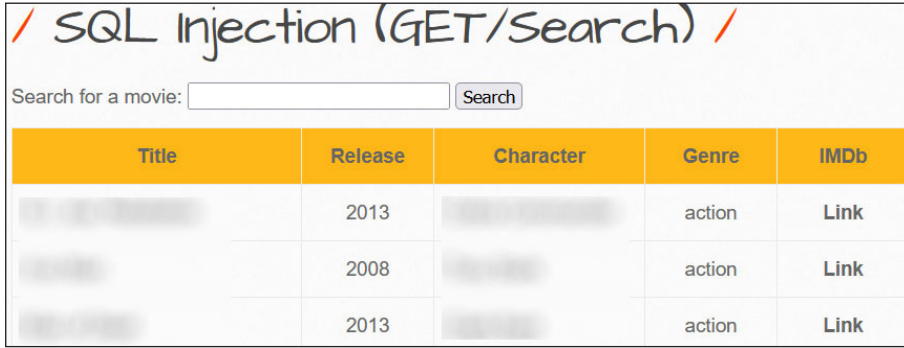 / SQL Injection (GET/Search) /
Search for a movie: Search
Title Release Character Genre IMDb
2013 action Link
2008 action Link
2013 action Link